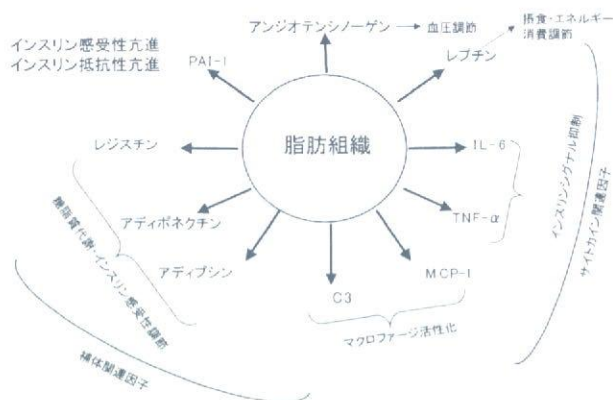 アンジオテンシノーゲン
血圧調節
摂食・エネルギー
消費調節
レプチン
インスリン感受性亢進
インスリン抵抗性亢進
PAI-1
レジスチン
脂肪組織
IL-6
アディポネクチン
TNF-α
アディプシン
MCP-1
C3
マクロファージ活性化
インスリンシグナル抑制
サイトカイン関連因子
糖脂質代謝・インスリン感受性調節
補体関連因子